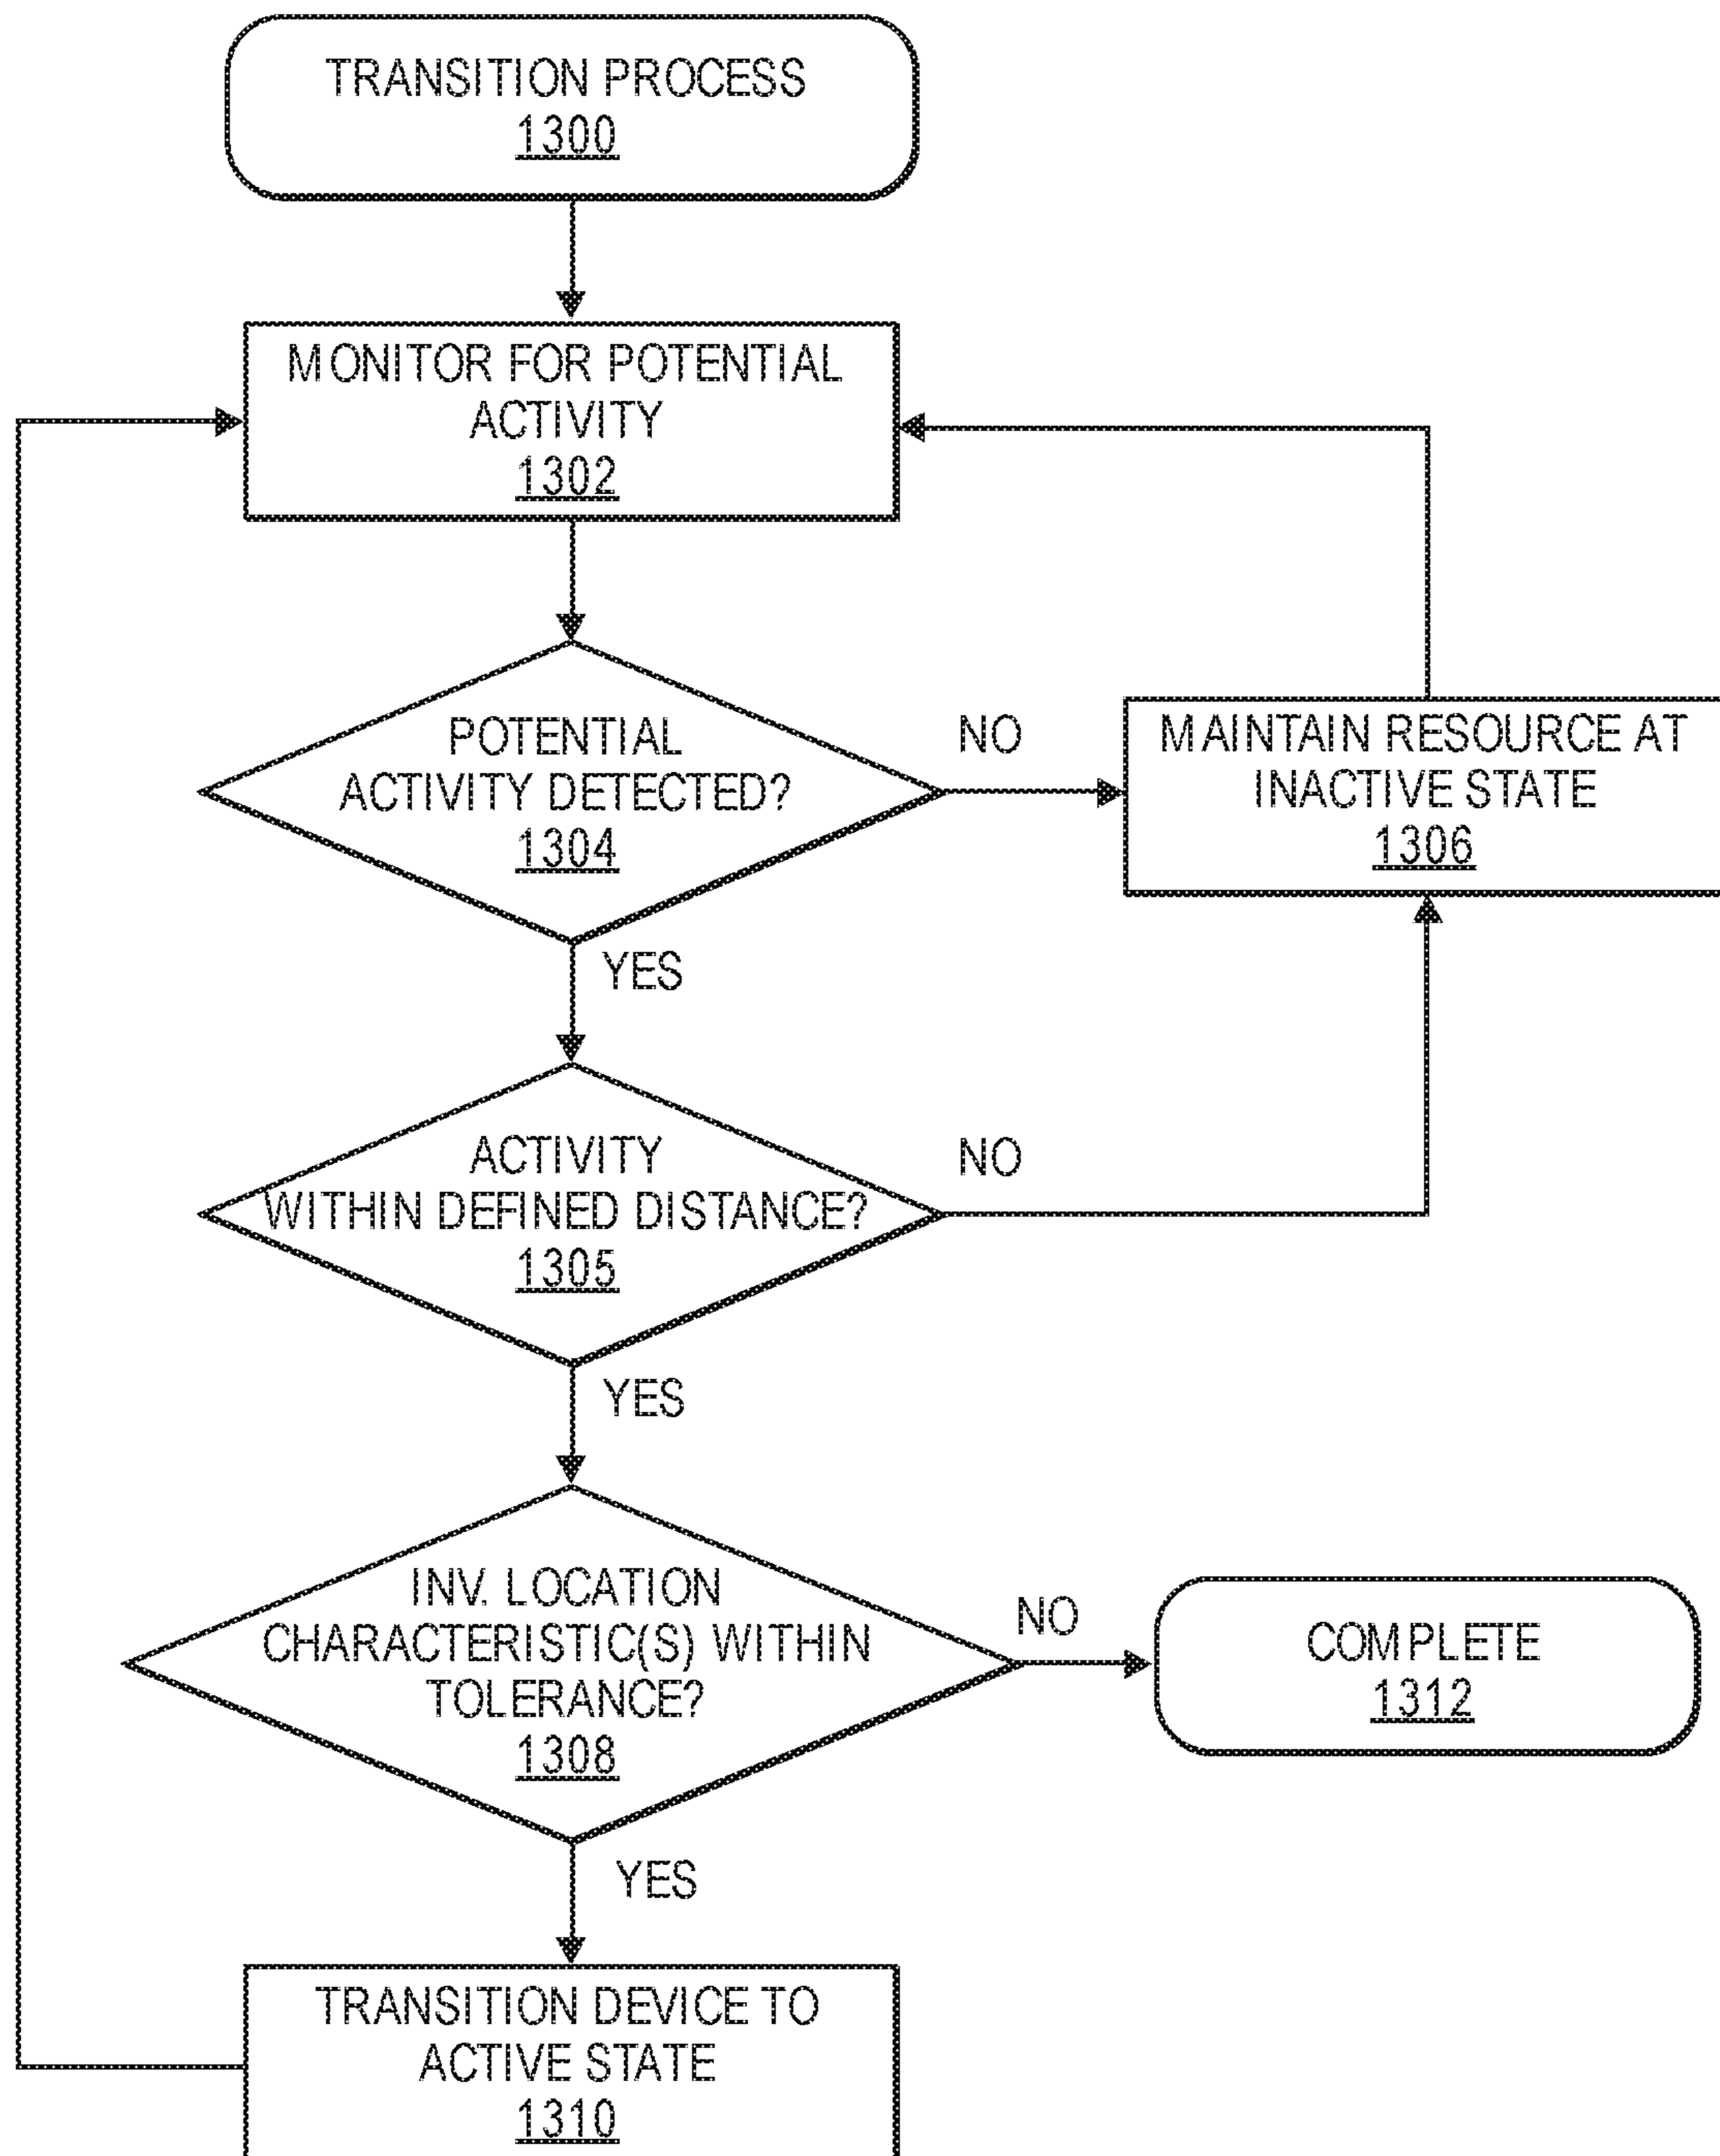 TRANSITION PROCESS
1300
MONITOR FOR POTENTIAL
ACTIVITY
1302
POTENTIAL
ACTIVITY DETECTED?
1304
NO
MAINTAIN RESOURCE AT
INACTIVE STATE
1306
YES
ACTIVITY
WITHIN DEFINED DISTANCE?
1305
NO
YES
INV. LOCATION
CHARACTERISTIC(S) WITHIN
TOLERANCE?
1308
NO
COMPLETE
1312
YES
TRANSITION DEVICE TO
ACTIVE STATE
1310